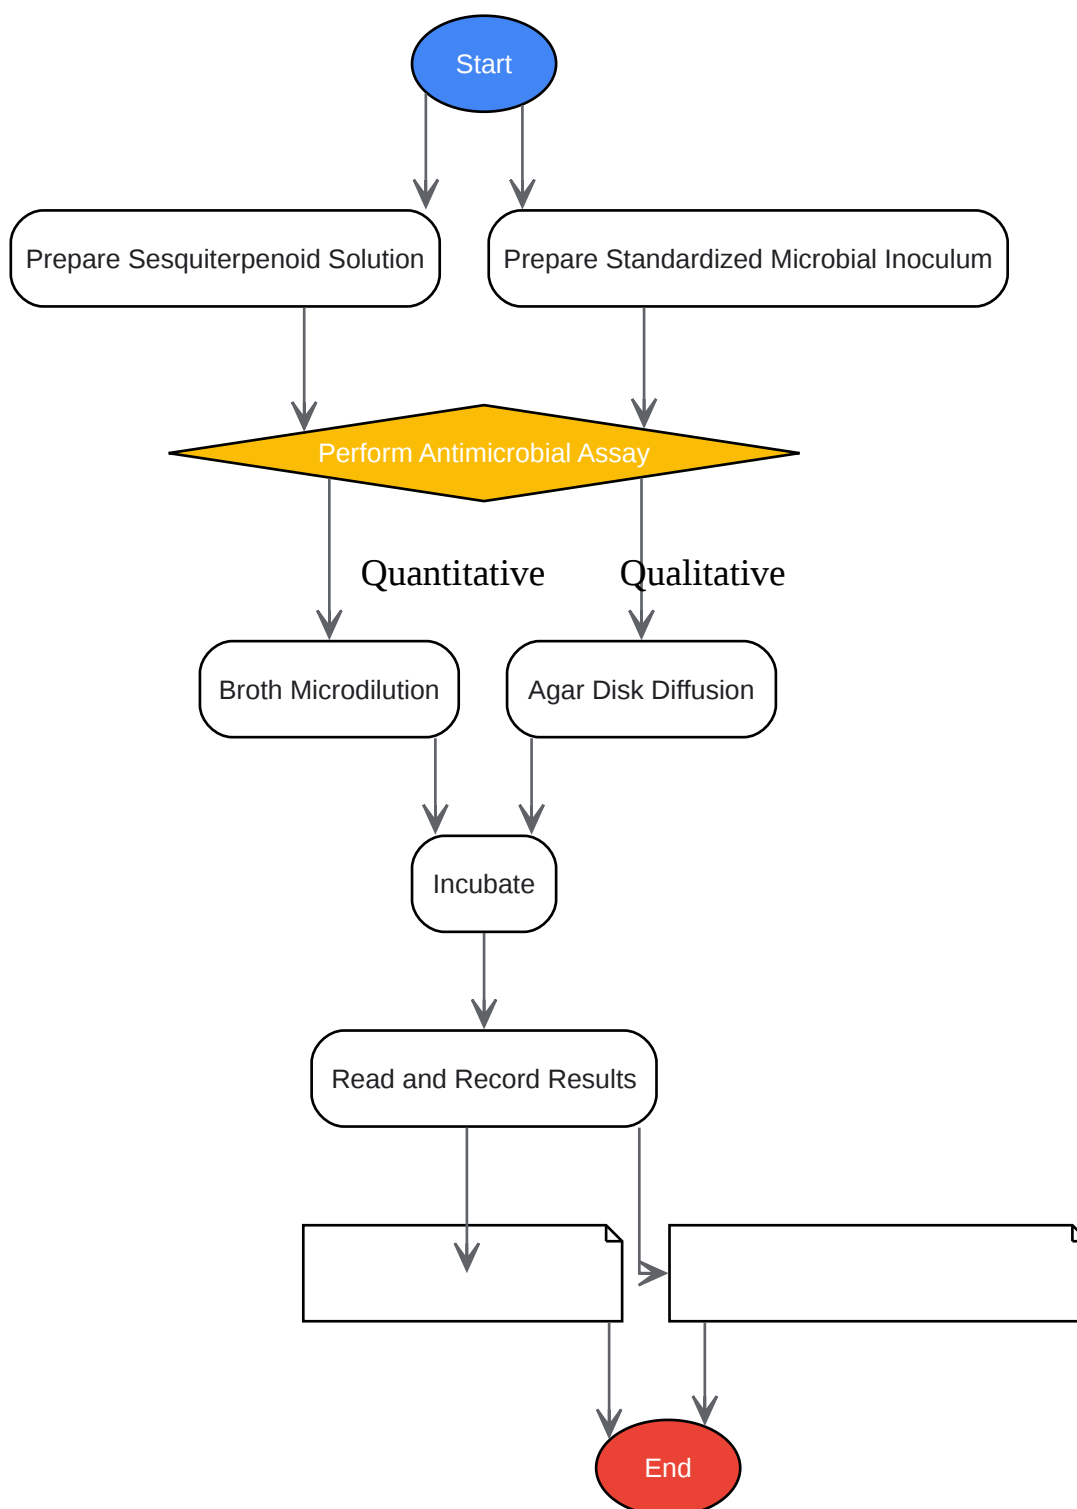 Start
Prepare Sesquiterpenoid Solution
Prepare Standardized Microbial Inoculum
Perform Antimicrobial Assay
Quantitative
Qualitative
Broth Microdilution
Agar Disk Diffusion
Incubate
Read and Record Results
End